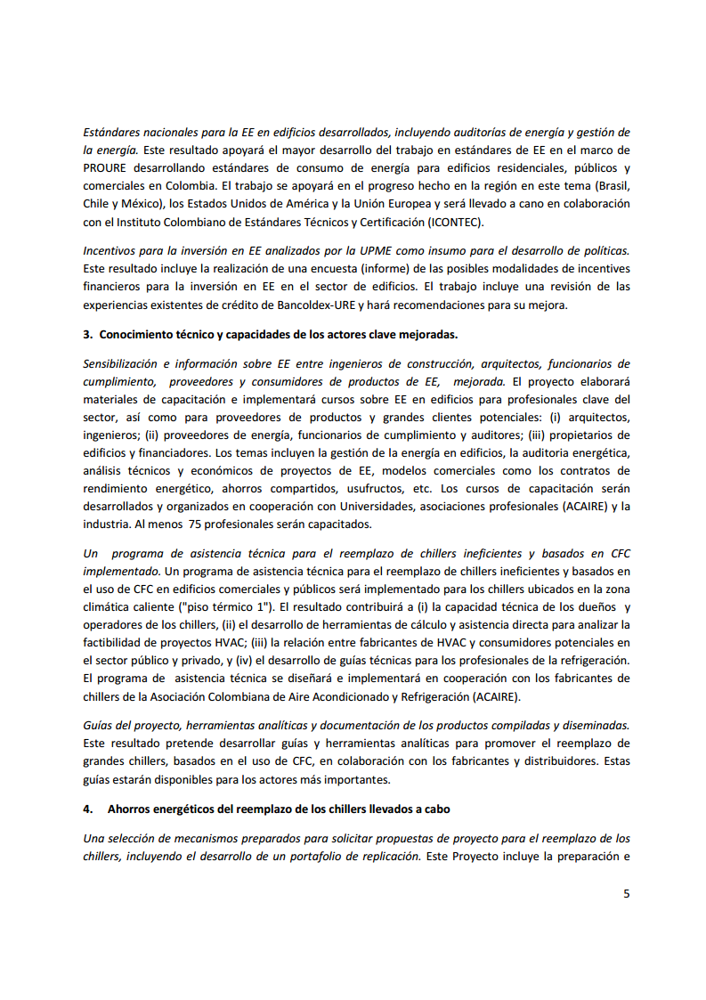 Estándares nacionales para la EE en edificios desarrollados, incluyendo auditorías de energía y gestión de
la energía. Este resultado apoyará el mayor desarrollo del trabajo en estándares de EE en el marco de
PROURE desarrollando estándares de consumo de energía para edificios residenciales, públicos y
comerciales en Colombia. El trabajo se apoyará en el progreso hecho en la región en este tema (Brasil,
Chile y México), los Estados Unidos de América y la Unión Europea y será llevado a cano en colaboración
con el Instituto Colombiano de Estándares Técnicos y Certificación (ICONTEC).
Incentivos para la inversión en EE analizados por la UPME como insumo para el desarrollo de políticas.
Este resultado incluye la realización de una encuesta (informe) de las posibles modalidades de incentives
financieros para la inversión en EE en el sector de edificios. El trabajo incluye una revisión de las
experiencias existentes de crédito de Bancoldex-URE y hará recomendaciones para su mejora.
3. Conocimiento técnico y capacidades de los actores clave mejoradas.
Sensibilización e información sobre EE entre ingenieros de construcción, arquitectos, funcionarios de
cumplimiento, proveedores y consumidores de productos de EE, mejorada. El proyecto elaborará
materiales de capacitación e implementará cursos sobre EE en edificios para profesionales clave del
sector, así como para proveedores de productos y grandes clientes potenciales: (i) arquitectos,
ingenieros; (ii) proveedores de energía, funcionarios de cumplimiento y auditores; (iii) propietarios de
edificios y financiadores. Los temas incluyen la gestión de la energía en edificios, la auditoria energética,
análisis técnicos y económicos de proyectos de EE, modelos comerciales como los contratos de
rendimiento energético, ahorros compartidos, usufructos, etc. Los cursos de capacitación serán
desarrollados y organizados en cooperación con Universidades, asociaciones profesionales (ACAIRE) y la
industria. Al menos 75 profesionales serán capacitados.
Un programa de asistencia técnica para el reemplazo de chillers ineficientes y basados en CFC
implementado. Un programa de asistencia técnica para el reemplazo de chillers ineficientes y basados en
el uso de CFC en edificios comerciales y públicos será implementado para los chillers ubicados en la zona
climática caliente ("piso térmico 1"). El resultado contribuirá a (i) la capacidad técnica de los dueños y
operadores de los chillers, (ii) el desarrollo de herramientas de cálculo y asistencia directa para analizar la
factibilidad de proyectos HVAC; (iii) la relación entre fabricantes de HVAC y consumidores potenciales en
el sector público y privado, y (iv) el desarrollo de guías técnicas para los profesionales de la refrigeración.
El programa de asistencia técnica se diseñará e implementará en cooperación con los fabricantes de
chillers de la Asociación Colombiana de Aire Acondicionado y Refrigeración (ACAIRE).
Guías del proyecto, herramientas analíticas y documentación de los productos compiladas y diseminadas.
Este resultado pretende desarrollar guías y herramientas analíticas para promover el reemplazo de
grandes chillers, basados en el uso de CFC, en colaboración con los fabricantes y distribuidores. Estas
guías estarán disponibles para los actores más importantes.
4. Ahorros energéticos del reemplazo de los chillers llevados a cabo
Una selección de mecanismos preparados para solicitar propuestas de proyecto para el reemplazo de los
chillers, incluyendo el desarrollo de un portafolio de replicación. Este Proyecto incluye la preparación e
5